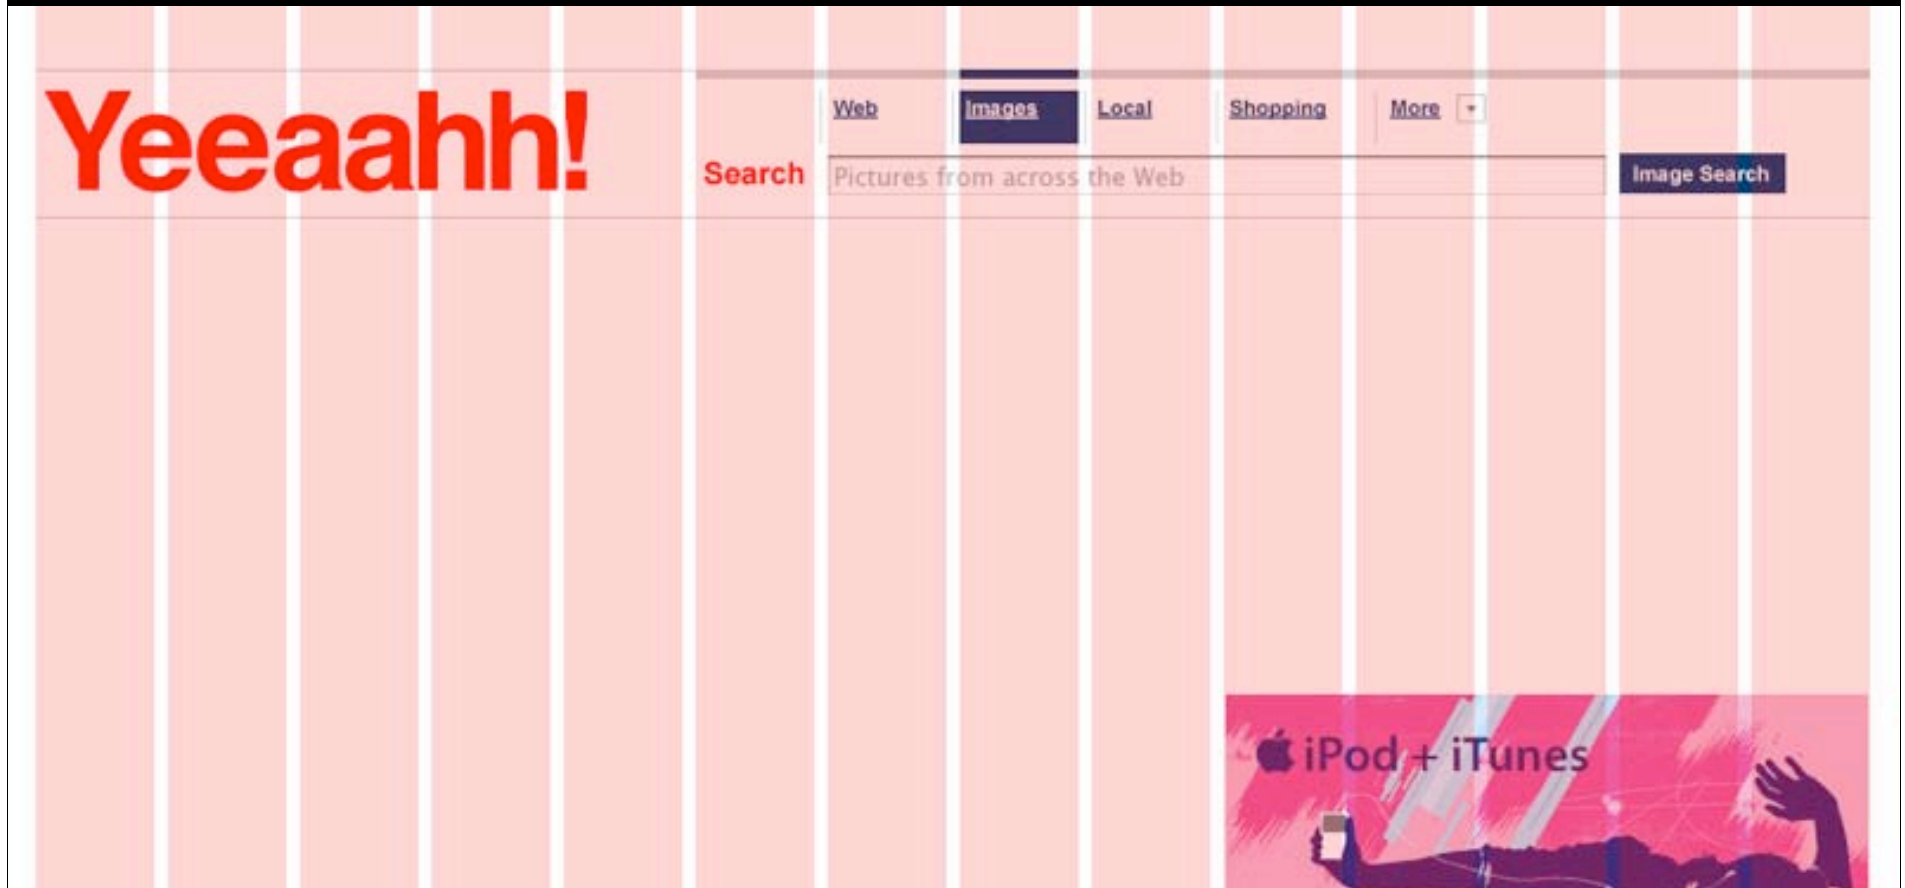 Yeeaahh!
Web Images Local Shopping More
Search Pictures from across the Web Image Search
iPod + iTunes